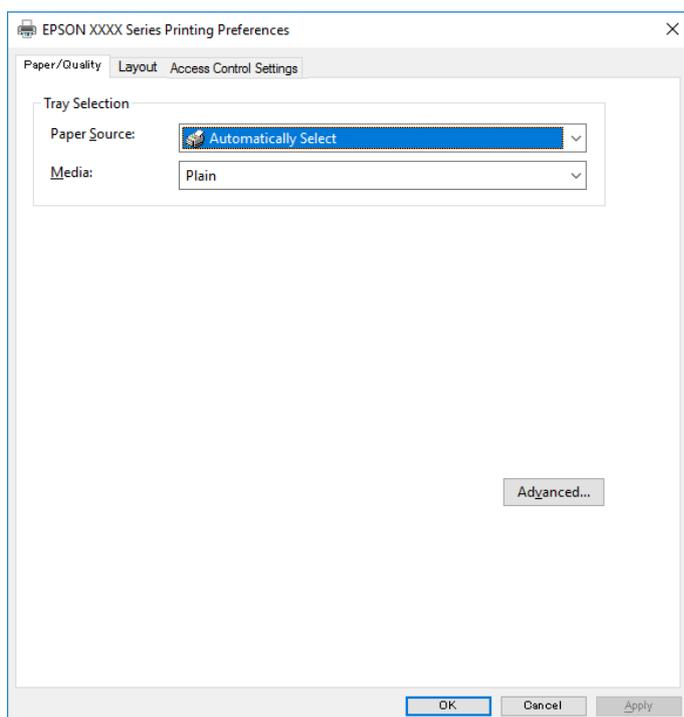 EPSON XXXX Series Printing Preferences
Paper/Quality Layout Access Control Settings
Tray Selection
Paper Source: Automatically Select
Media: Plain
Advanced...
OK Cancel Apply